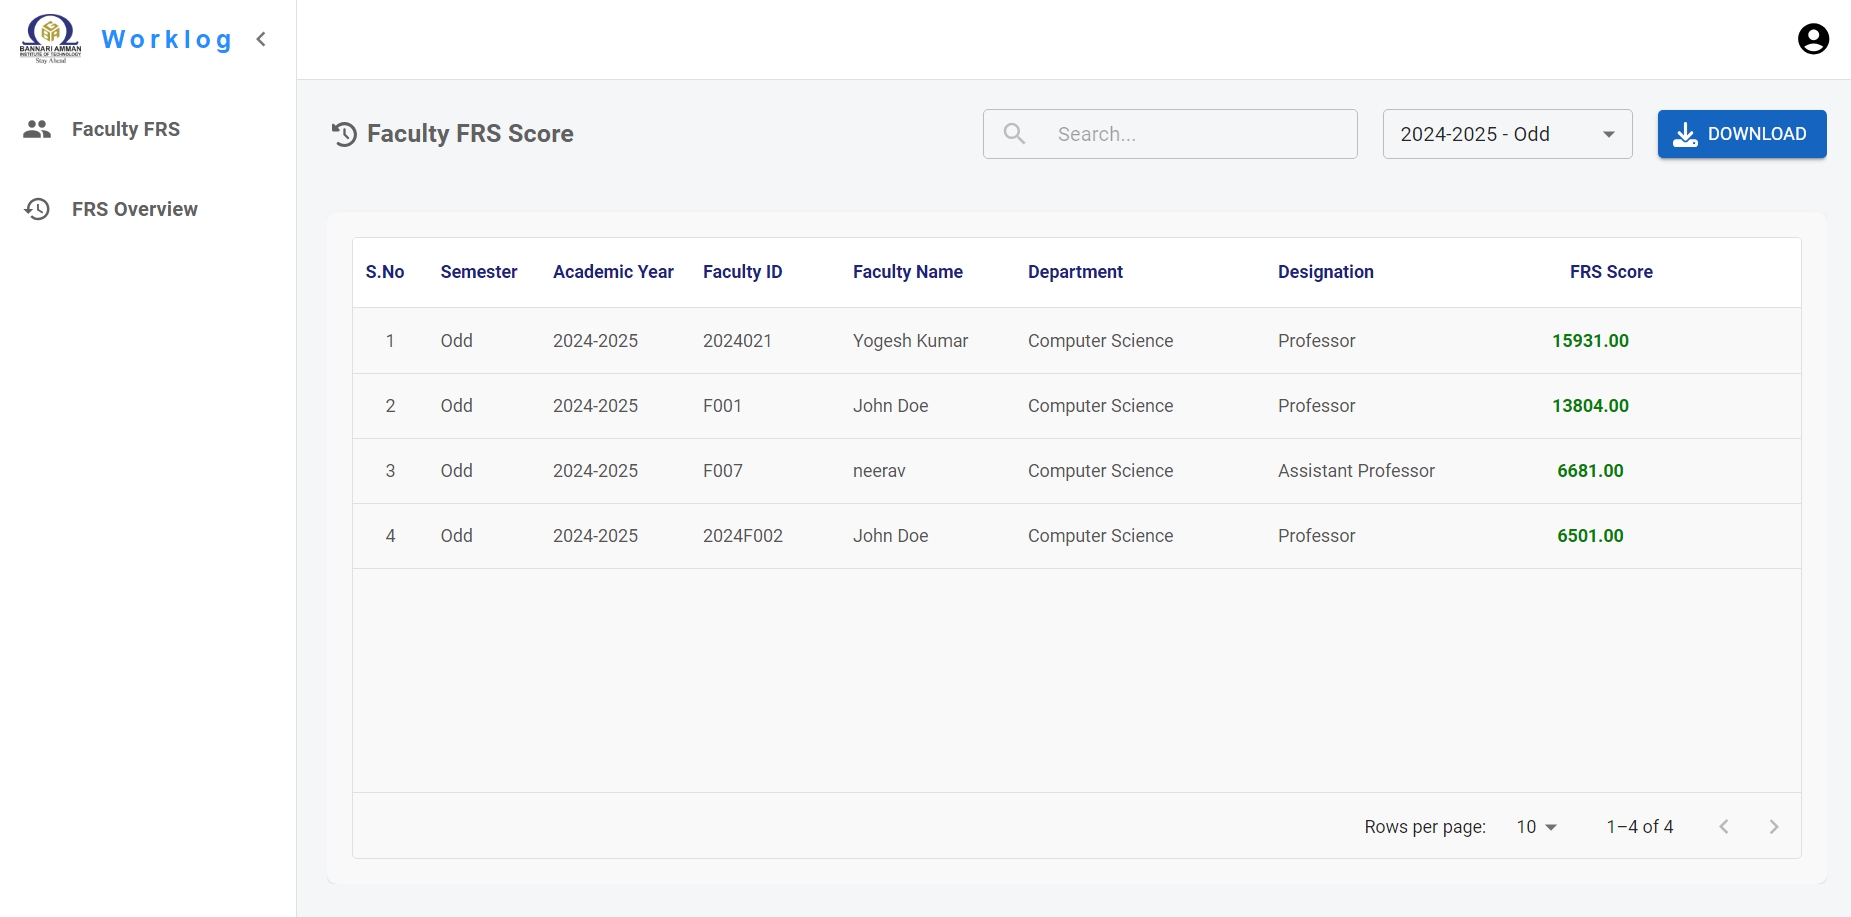 BANNARI AMMAN
INSTITUTE OF TECHNOLOGY
Stay Ahead
Worklog
Faculty FRS
FRS Overview
Faculty FRS Score
Search...
2024-2025 - Odd
DOWNLOAD
S.No Semester Academic Year Faculty ID Faculty Name Department Designation FRS Score
1 Odd 2024-2025 2024021 Yogesh Kumar Computer Science Professor 15931.00
2 Odd 2024-2025 F001 John Doe Computer Science Professor 13804.00
3 Odd 2024-2025 F007 neerav Computer Science Assistant Professor 6681.00
4 Odd 2024-2025 2024F002 John Doe Computer Science Professor 6501.00
Rows per page: 10 1–4 of 4